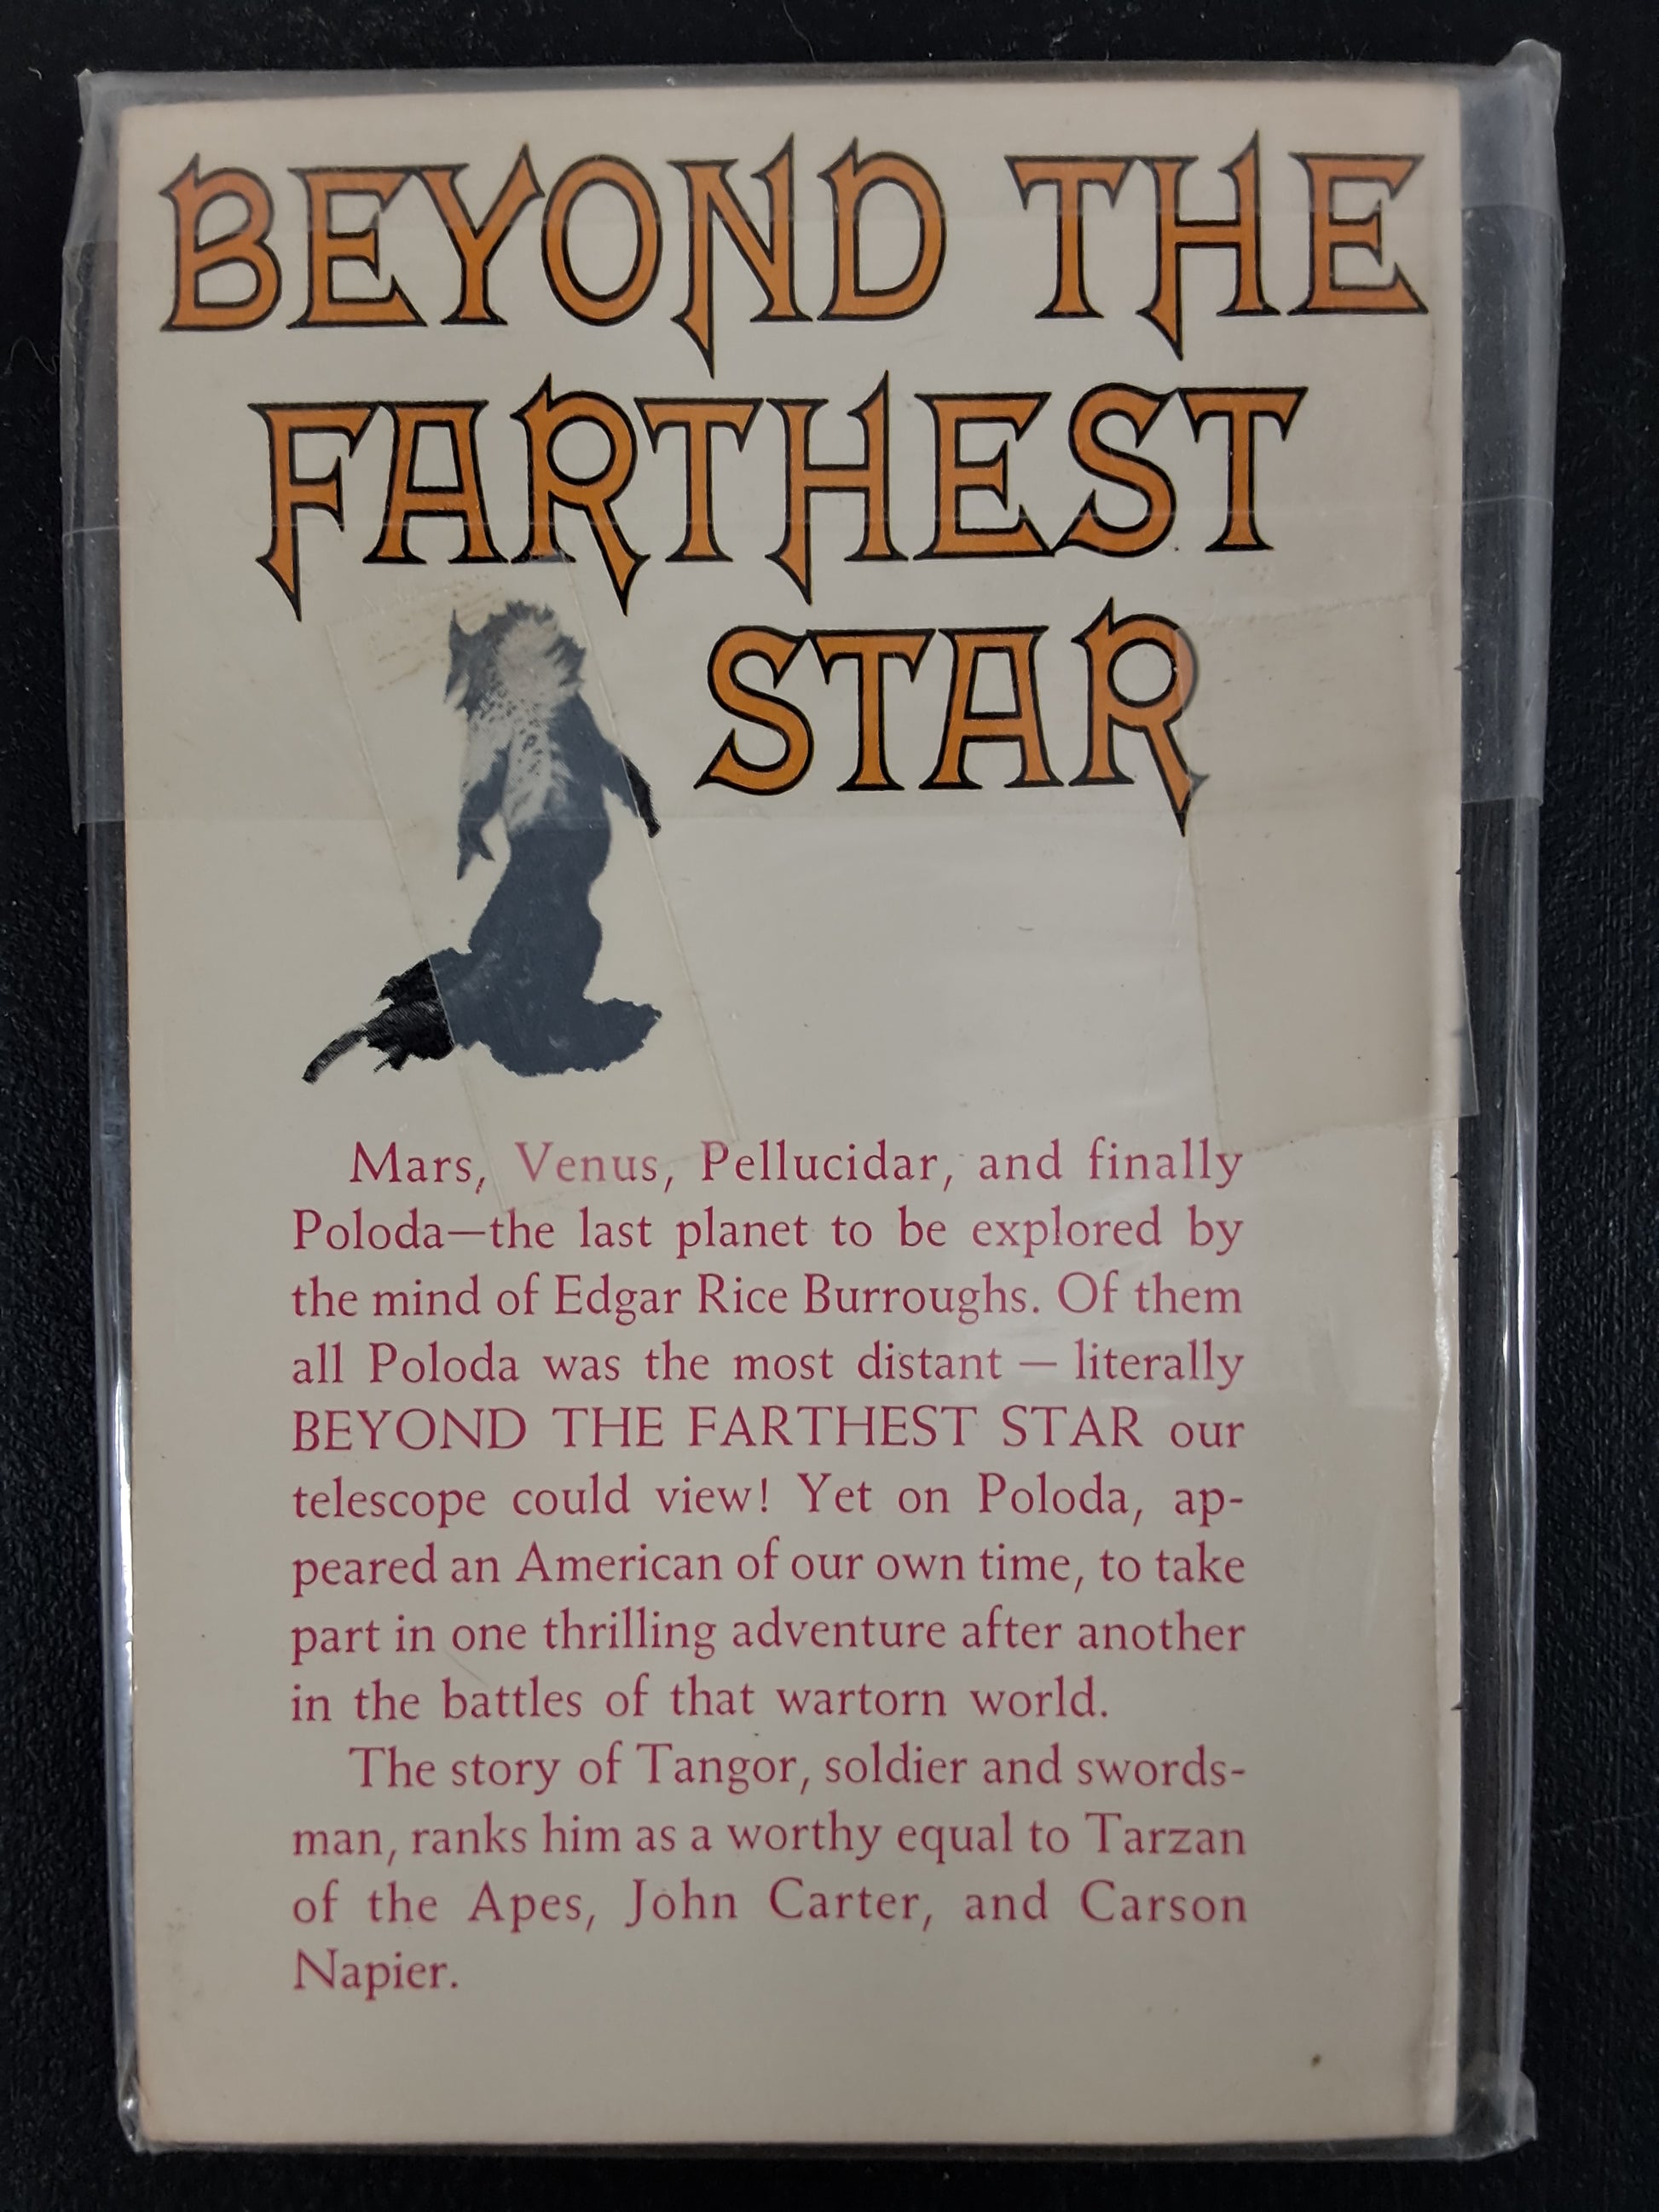 BEYOND THE
FARTHEST
STAR
Mars, Venus, Pellucidar, and finally
Poloda—the last planet to be explored by
the mind of Edgar Rice Burroughs. Of them
all Poloda was the most distant — literally
BEYOND THE FARTHEST STAR our
telescope could view! Yet on Poloda, ap-
peared an American of our own time, to take
part in one thrilling adventure after another
in the battles of that wartorn world.
The story of Tangor, soldier and swords-
man, ranks him as a worthy equal to Tarzan
of the Apes, John Carter, and Carson
Napier.